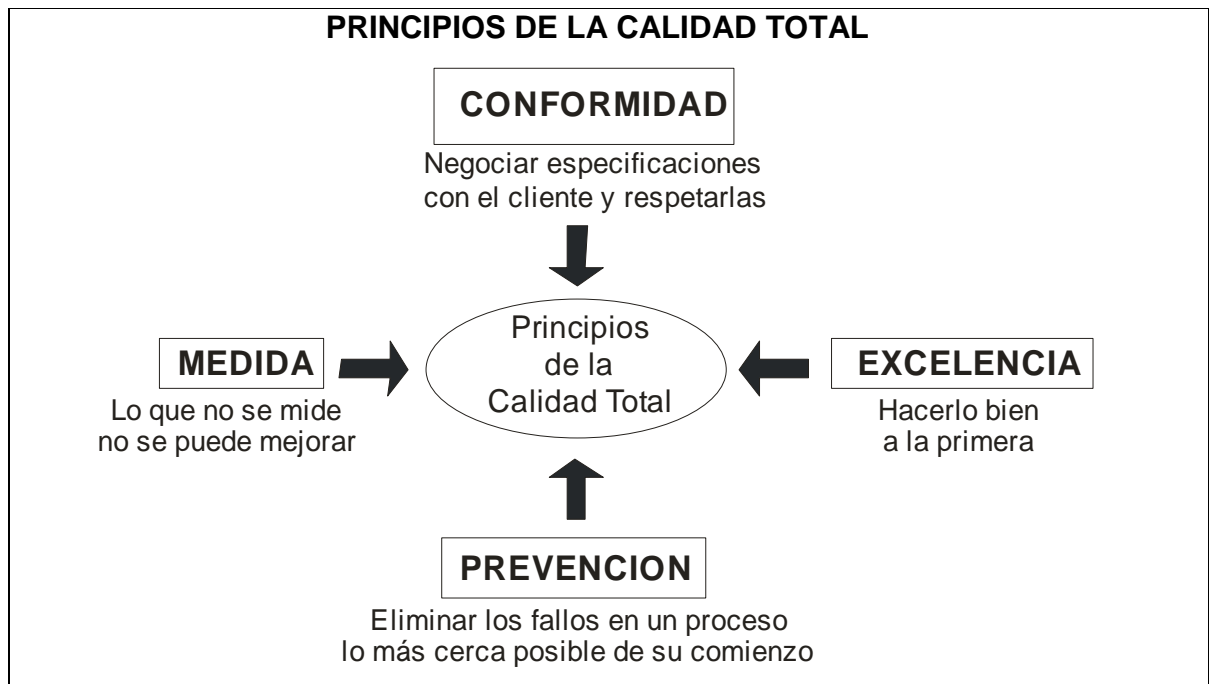 PRINCIPIOS DE LA CALIDAD TOTAL
CONFORMIDAD
Negociar especificaciones
con el cliente y respetarlas
Principios
de la
Calidad Total
MEDIDA
Lo que no se mide
no se puede mejorar
EXCELENCIA
Hacerlo bien
a la primera
PREVENCION
Eliminar los fallos en un proceso
lo más cerca posible de su comienzo